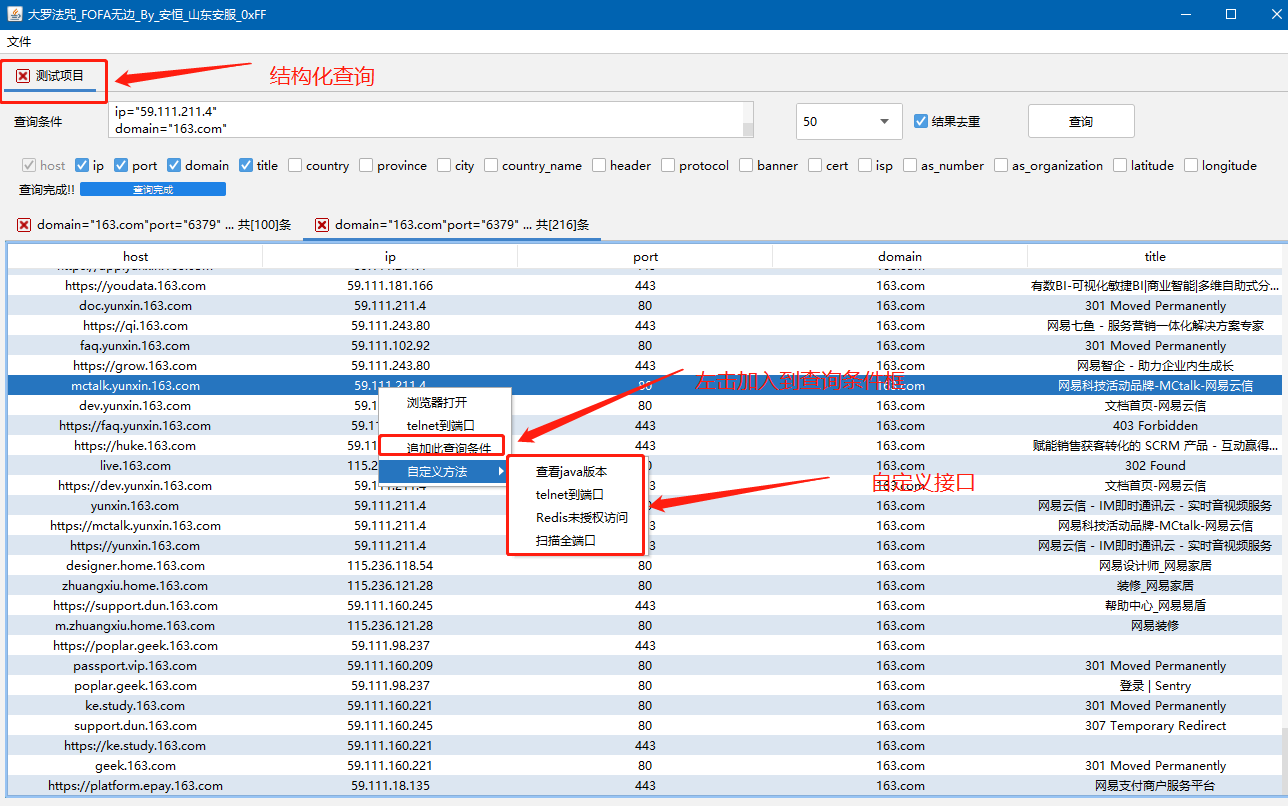 大罗法咒_FOFA无边_By_安恒_山东安服_0xFF
文件
测试项目
结构化查询
查询条件
ip="59.111.211.4"
domain="163.com"
50
结果去重
查询
host ip port domain title country province city country_name header protocol banner cert isp as_number as_organization latitude longitude
查询完成!! 查询完成
domain="163.com"port="6379" ... 共[100]条 domain="163.com"port="6379" ... 共[216]条
host ip port domain title
https://youdata.163.com 59.111.181.166 443 163.com 有数BI-可视化敏捷BI|商业智能|多维自助式分...
doc.yunxin.163.com 59.111.211.4 80 163.com 301 Moved Permanently
https://qi.163.com 59.111.243.80 443 163.com 网易七鱼 - 服务营销一体化解决方案专家
faq.yunxin.163.com 59.111.102.92 80 163.com 301 Moved Permanently
https://grow.163.com 59.111.243.80 443 163.com 网易智企 - 助力企业内生成长
mctalk.yunxin.163.com 59.111.211.4 80 163.com 网易科技活动品牌-MCtalk-网易云信
左击加入到查询条件框
dev.yunxin.163.com 59.1 80 163.com 文档首页-网易云信
https://faq.yunxin.163.com 59.1 443 163.com 403 Forbidden
https://huke.163.com 59.1 443 163.com 赋能销售获客转化的 SCRM 产品 - 互动赢得...
live.163.com 115.2 163.com 302 Found
https://dev.yunxin.163.com 59.111.211.4 163.com 文档首页-网易云信
浏览器打开
telnet到端口
追加此查询条件
自定义方法
查看java版本
telnet到端口
Redis未授权访问
扫描全端口
自定义接口
yunxin.163.com 59.111.211.4 163.com 网易云信 - IM即时通讯云 - 实时音视频服务
https://mctalk.yunxin.163.com 59.111.211.4 163.com 网易科技活动品牌-MCtalk-网易云信
https://yunxin.163.com 59.111.211.4 3 163.com 网易云信 - IM即时通讯云 - 实时音视频服务
designer.home.163.com 115.236.118.54 80 163.com 网易设计师_网易家居
zhuangxiu.home.163.com 115.236.121.28 80 163.com 装修_网易家居
https://support.dun.163.com 59.111.160.245 443 163.com 帮助中心_网易易盾
m.zhuangxiu.home.163.com 115.236.121.28 80 163.com 网易装修
https://poplar.geek.163.com 59.111.98.237 443 163.com
passport.vip.163.com 59.111.160.209 80 163.com 301 Moved Permanently
poplar.geek.163.com 59.111.98.237 80 163.com 登录 | Sentry
ke.study.163.com 59.111.160.221 80 163.com 301 Moved Permanently
support.dun.163.com 59.111.160.245 80 163.com 307 Temporary Redirect
https://ke.study.163.com 59.111.160.221 443 163.com
geek.163.com 59.111.160.221 80 163.com 301 Moved Permanently
https://platform.epay.163.com 59.111.18.135 443 163.com 网易支付商户服务平台